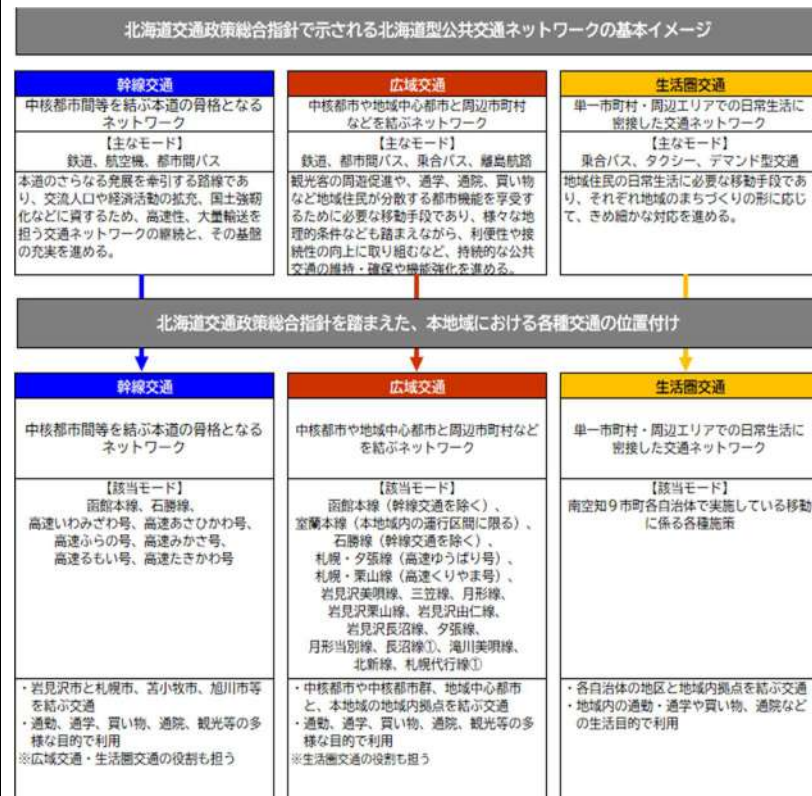 北海道交通政策総合指針で示される北海道型公共交通ネットワークの基本イメージ
幹線交通
中核都市間等を結ぶ本道の骨格となる
ネットワーク
【主なモード】
鉄道、航空機、都市間バス
本道のさらなる発展を牽引する路線であ
り、交流人口や経済活動の拡充、国土強靭
化などに資するため、高速性、大量輸送を
担う交通ネットワークの継続と、その基盤
の充実を進める。
広域交通
中核都市や地域中心都市と周辺市町村
などを結ぶネットワーク
【主なモード】
鉄道、都市間バス、乗合バス、離島航路
観光客の周遊促進や、通学、通院、買い物
など地域住民が分散する都市機能を享受す
るために必要な移動手段であり、様々な地
理的条件なども踏まえながら、利便性や接
続性の向上に取り組むなど、持続的な公共
交通の維持・確保や機能強化を進める。
生活圏交通
単一市町村・周辺エリアでの日常生活に
密接した交通ネットワーク
【主なモード】
乗合バス、タクシー、デマンド型交通
地域住民の日常生活に必要な移動手段であ
り、それぞれ地域のまちづくりの形に応じ
て、きめ細かな対応を進める。
北海道交通政策総合指針を踏まえた、本地域における各種交通の位置付け
幹線交通
中核都市間等を結ぶ本道の骨格となる
ネットワーク
【該当モード】
函館本線、石勝線、
高速いわみざわ号、高速あさひかわ号、
高速ふらの号、高速みかさ号、
高速るもい号、高速たきかわ号
・岩見沢市と札幌市、苫小牧市、旭川市等
を結ぶ交通
・通勤、通学、買い物、通院、観光等の多
様な目的で利用
※広域交通・生活圏交通の役割も担う
広域交通
中核都市や地域中心都市と周辺市町村など
を結ぶネットワーク
【該当モード】
函館本線（幹線交通を除く）、
室蘭本線（本地域内の運行区間に限る）、
石勝線（幹線交通を除く）、
札幌・夕張線（高速ゆうばり号）、
札幌・栗山線（高速くりやま号）、
岩見沢美唄線、三笠線、月形線、
岩見沢栗山線、岩見沢由仁線、
岩見沢長沼線、夕張線、
月形当別線、長沼線①、滝川美唄線、
北新線、札幌代行線①
・中核都市や中核都市群、地域中心都市
と、本地域の地域内拠点を結ぶ交通
・通勤、通学、買い物、通院、観光等の多
様な目的で利用
※生活圏交通の役割も担う
生活圏交通
単一市町村・周辺エリアでの日常生活に
密接した交通ネットワーク
【該当モード】
南空知９市町各自治体で実施している移動
に係る各種施策
・各自治体の地区と地域内拠点を結ぶ交通
・地域内の通勤・通学や買い物、通院など
の生活目的で利用